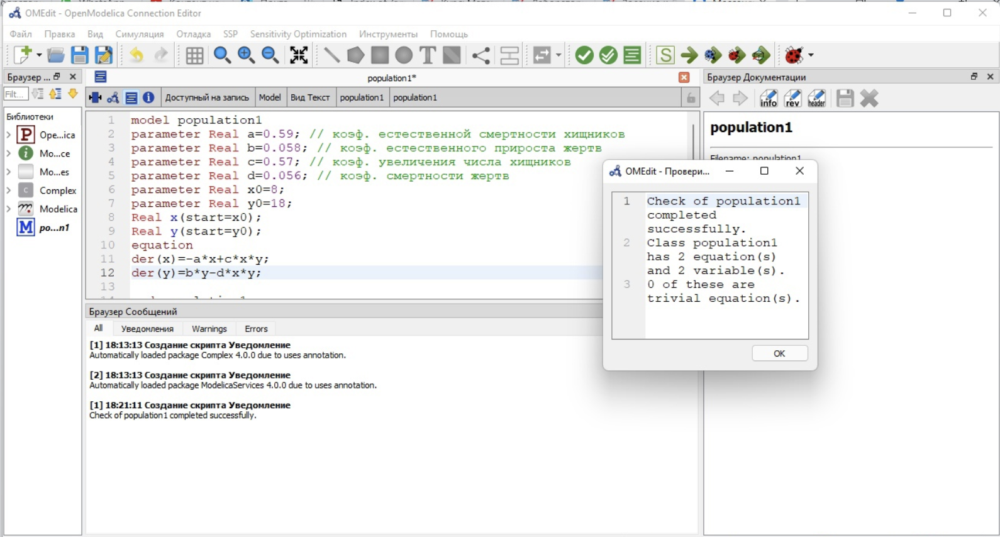 OMEdit - OpenModelica Connection Editor
Файл Правка Вид Симуляция Отладка SSP Sensitivity Optimization Инструменты Помощь
Браузер ...
Filt...
Библиотеки
Ope...ica
Mo...ce
Mo...es
Complex
Modelica
po...n1
population1*
Доступный на запись Model Вид Текст population1 population1
1 model population1
2 parameter Real a=0.59; // коэф. естественной смертности хищников
3 parameter Real b=0.058; // коэф. естественного прироста жертв
4 parameter Real c=0.57; // коэф. увеличения числа хищников
5 parameter Real d=0.056; // коэф. смертности жертв
6 parameter Real x0=8;
7 parameter Real y0=18;
8 Real x(start=x0);
9 Real y(start=y0);
10 equation
11 der(x)=-a*x+c*x*y;
12 der(y)=b*y-d*x*y;
13
Браузер Сообщений
All Уведомления Warnings Errors
[1] 18:13:13 Создание скрипта Уведомление
Automatically loaded package Complex 4.0.0 due to uses annotation.
[2] 18:13:13 Создание скрипта Уведомление
Automatically loaded package ModelicaServices 4.0.0 due to uses annotation.
[1] 18:21:11 Создание скрипта Уведомление
Check of population1 completed successfully.
Браузер Документации
info rev header
population1
Filename: population1
OMEdit - Провери...
1 Check of population1
completed
successfully.
2 Class population1
has 2 equation(s)
and 2 variable(s).
3 0 of these are
trivial equation(s).
OK